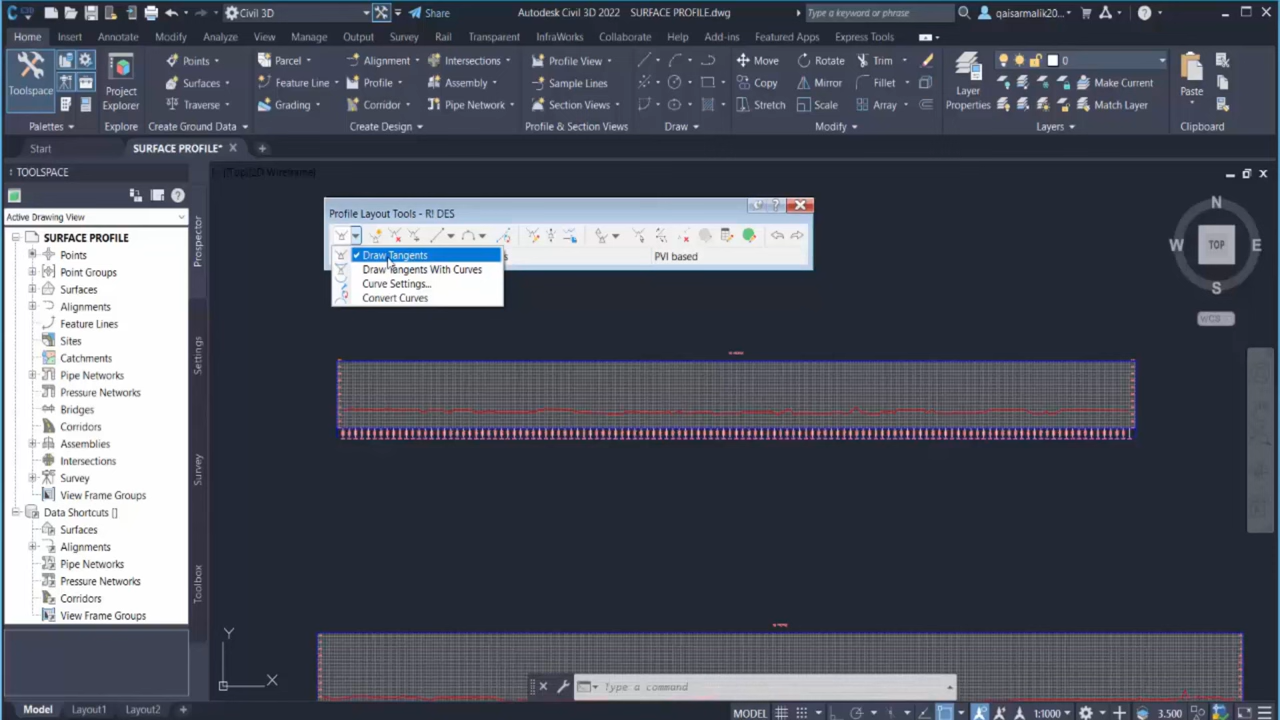 Civil 3D
Share
Autodesk Civil 3D 2022 SURFACE PROFILE.dwg
Type a keyword or phrase
qaisarmalik20...
Home Insert Annotate Modify Analyze View Manage Output Survey Rail Transparent InfraWorks Collaborate Help Add-ins Featured Apps Express Tools
Toolspace
Project Explorer
Points
Surfaces
Traverse
Parcel
Feature Line
Grading
Alignment
Profile
Corridor
Intersections
Assembly
Pipe Network
Profile View
Sample Lines
Section Views
Move Rotate Trim
Copy Mirror Fillet
Stretch Scale Array
Layer Properties
0
Make Current
Match Layer
Paste
Palettes Explore Create Ground Data Create Design Profile & Section Views Draw Modify Layers Clipboard
Start SURFACE PROFILE*
TOOLSPACE
Active Drawing View
SURFACE PROFILE
Points
Point Groups
Surfaces
Alignments
Feature Lines
Sites
Catchments
Pipe Networks
Pressure Networks
Bridges
Corridors
Assemblies
Intersections
Survey
View Frame Groups
Data Shortcuts []
Surfaces
Alignments
Pipe Networks
Pressure Networks
Corridors
View Frame Groups
Prospector
Settings
Survey
Toolbox
Profile Layout Tools - R! DES
PVI based
Draw Tangents
Draw Tangents With Curves
Curve Settings...
Convert Curves
N
W TOP E
S
WCS
Y
X
Type a command
Model Layout1 Layout2
MODEL
1:1000
3.500